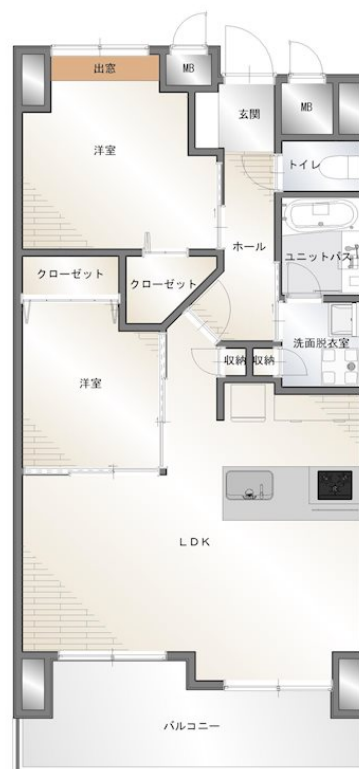 出窓
MB
玄関
MB
洋室
トイレ
ホール
ユニットバス
クローゼット
クローゼット
洗面脱衣室
収納
収納
洋室
LDK
バルコニー